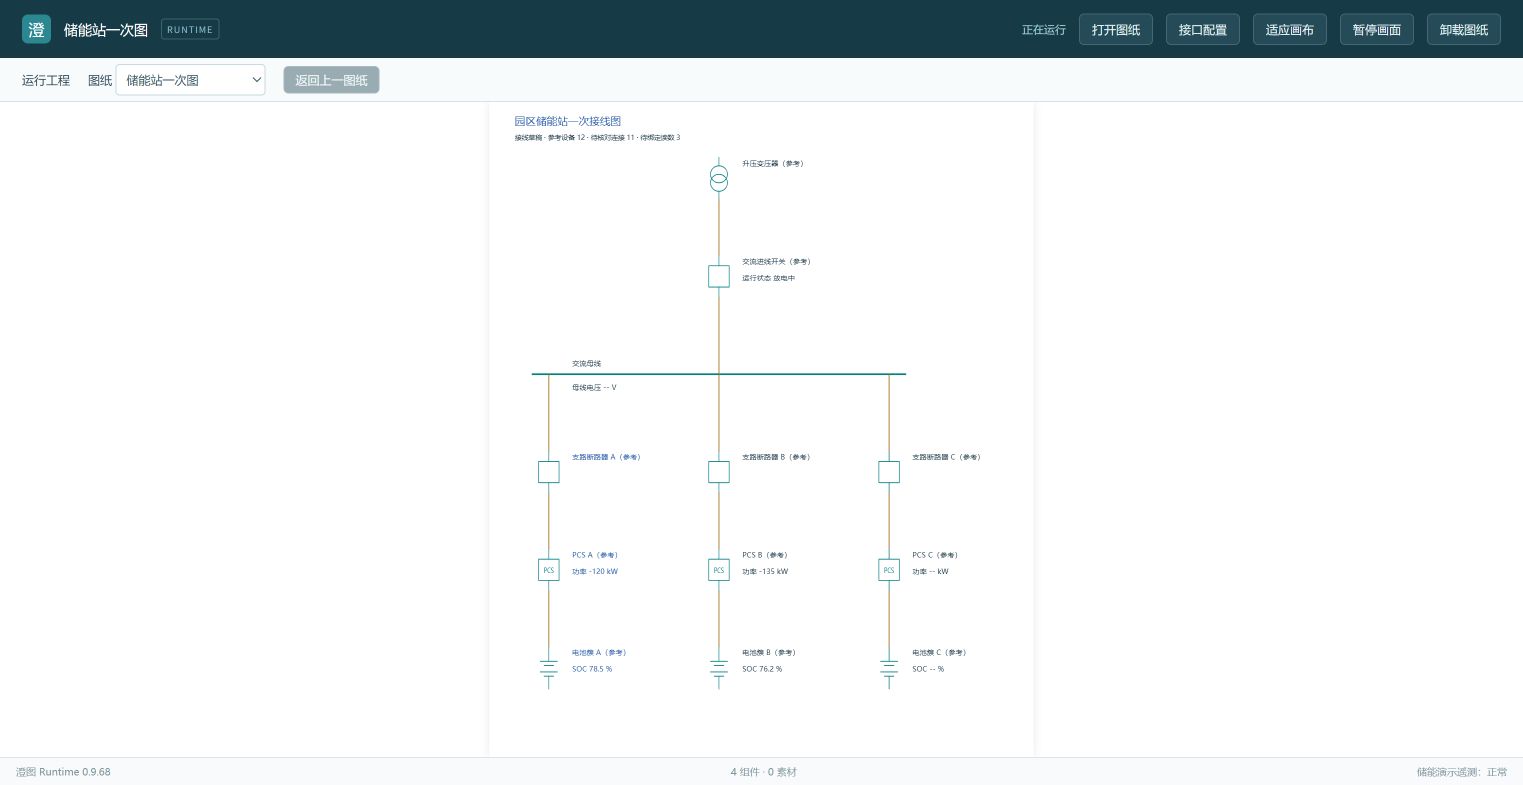 澄 储能站一次图 RUNTIME 正在运行 打开图纸 接口配置 适应画布 暂停画面 卸载图纸
运行工程 图纸 储能站一次图 返回上一图纸
园区储能站一次接线图
接线草稿 · 参考设备 12 · 待核对连接 11 · 待绑定读数 3
升压变压器（参考）
交流进线开关（参考）
运行状态 放电中
交流母线
母线电压 -- V
支路断路器 A（参考） 支路断路器 B（参考） 支路断路器 C（参考）
PCS A（参考） PCS B（参考） PCS C（参考）
PCS 功率 -120 kW PCS 功率 -135 kW PCS 功率 -- kW
电池簇 A（参考） 电池簇 B（参考） 电池簇 C（参考）
SOC 78.5 % SOC 76.2 % SOC -- %
澄图 Runtime 0.9.68 4 组件 · 0 素材 储能演示遥测：正常